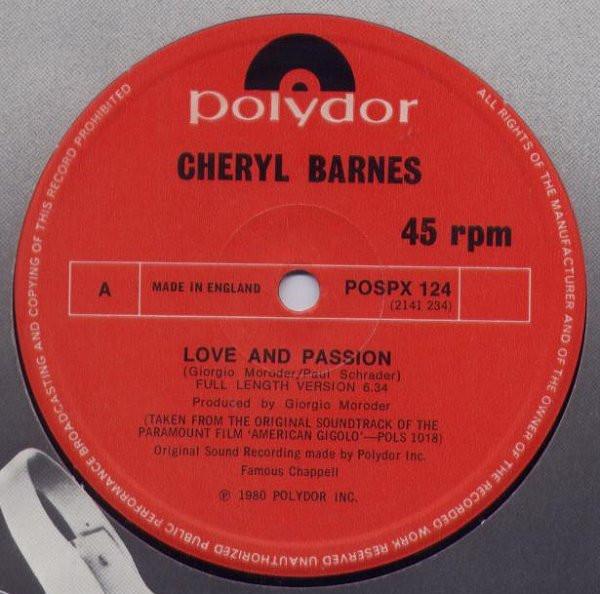 polydor
CHERYL BARNES
45 rpm
A
MADE IN ENGLAND
POSPX 124
(2141 234)
LOVE AND PASSION
(Giorgio Moroder/Paul Schrader)
FULL LENGTH VERSION 6.34
Produced by Giorgio Moroder
(TAKEN FROM THE ORIGINAL SOUNDTRACK OF THE
PARAMOUNT FILM 'AMERICAN GIGOLO'—POLS 1018)
Original Sound Recording made by Polydor Inc.
Famous Chappell
℗ 1980 POLYDOR INC.
ALL RIGHTS OF THE MANUFACTURER AND OF THE OWNER OF THE RECORDED WORK RESERVED UNAUTHORIZED PUBLIC PERFORMANCE BROADCASTING AND COPYING OF THIS RECORD PROHIBITED